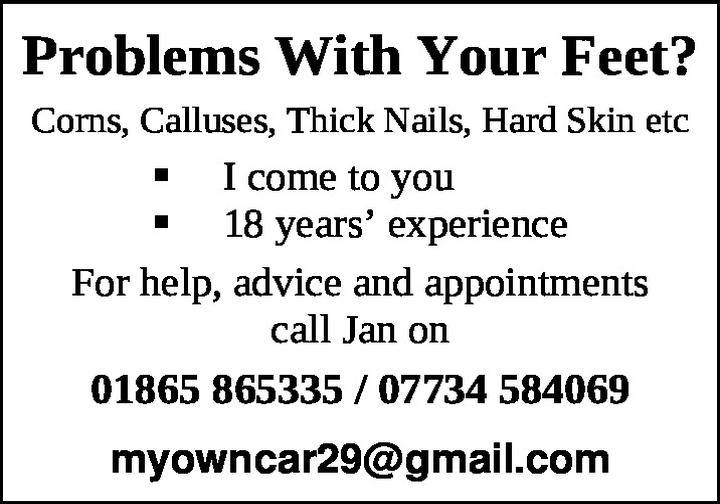 Problems With Your Feet?
Corns, Calluses, Thick Nails, Hard Skin etc
▪ I come to you
▪ 18 years’ experience
For help, advice and appointments
call Jan on
01865 865335 / 07734 584069
myowncar29@gmail.com